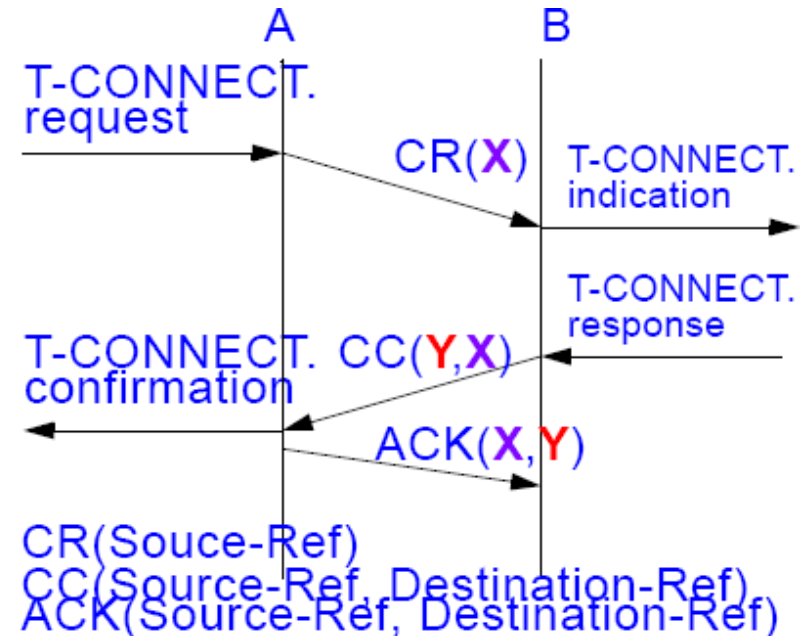 A
B
T-CONNECT.
request
CR(X)
T-CONNECT.
indication
T-CONNECT.
response
T-CONNECT.
confirmation
CC(Y,X)
ACK(X,Y)
CR(Souce-Ref)
CC(Source-Ref, Destination-Ref)
ACK(Source-Ref, Destination-Ref)